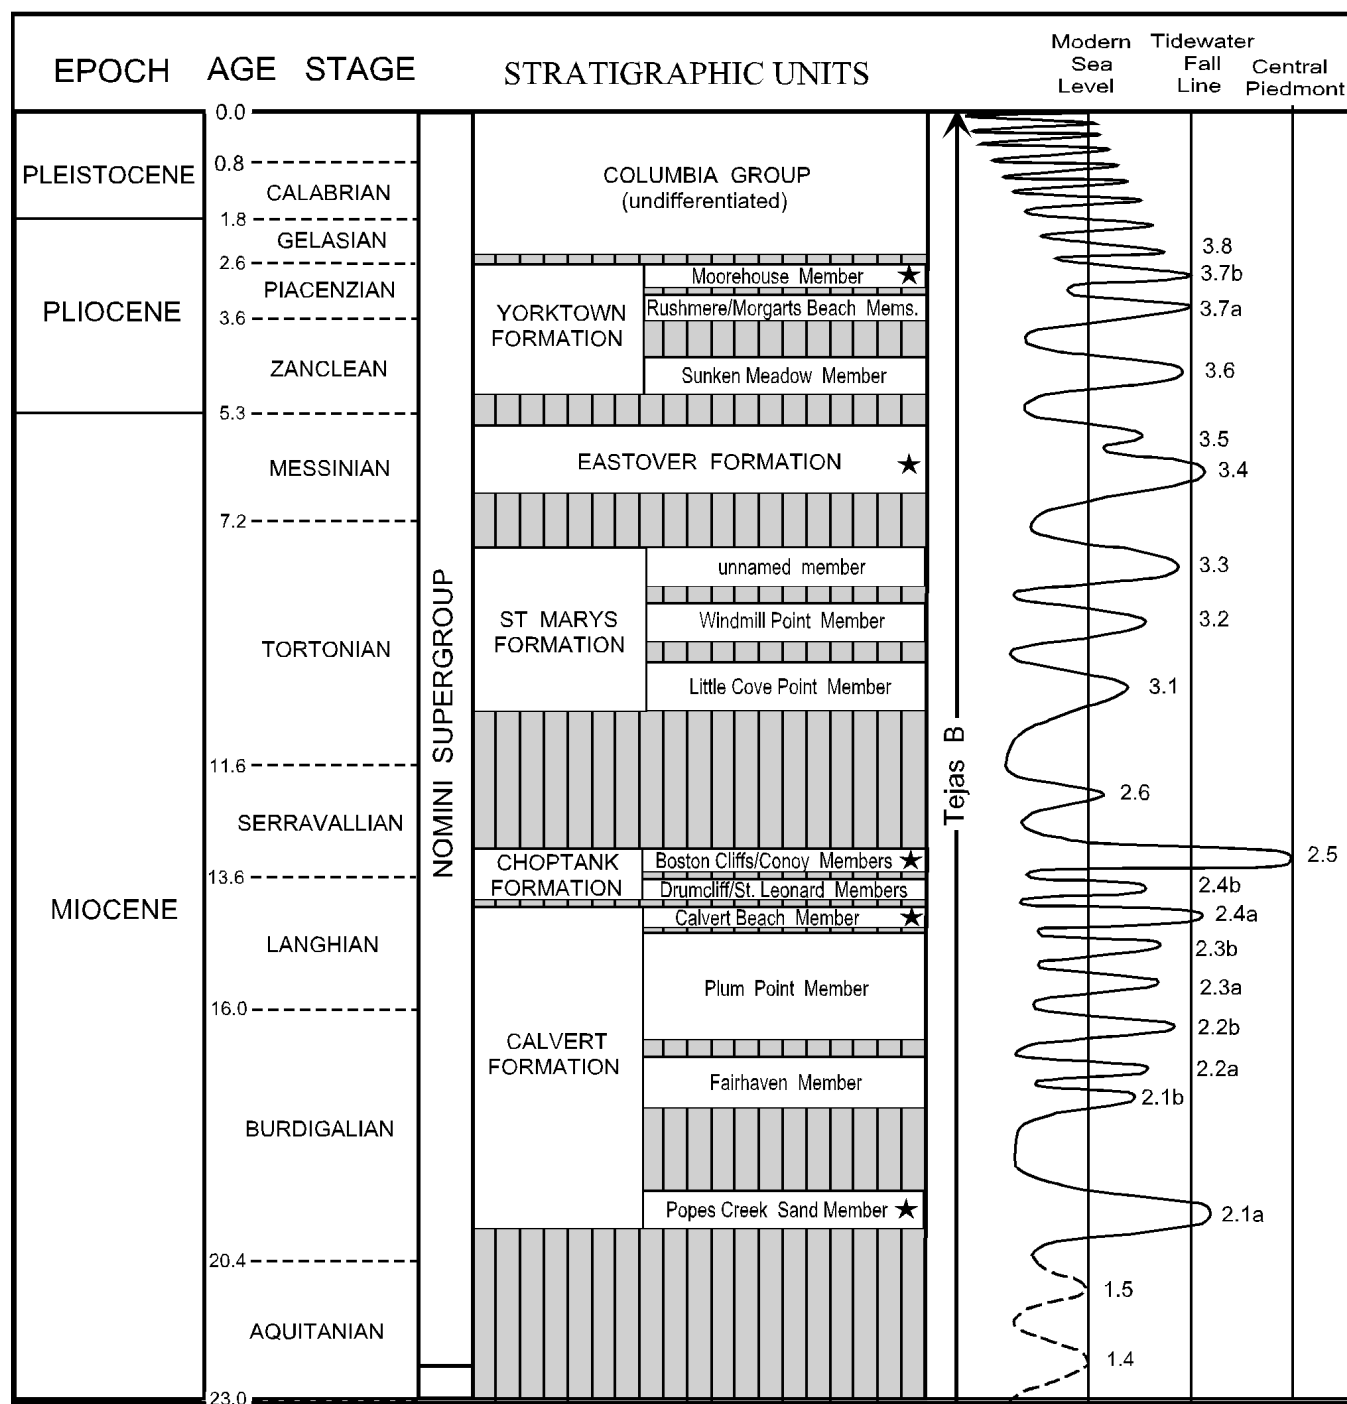 EPOCH
AGE
STAGE
STRATIGRAPHIC UNITS
Modern
Sea
Level
Tidewater
Fall
Line
Central
Piedmont
0.0
PLEISTOCENE
0.8
CALABRIAN
1.8
GELASIAN
2.6
PLIOCENE
PIACENZIAN
3.6
ZANCLEAN
5.3
MESSINIAN
7.2
TORTONIAN
11.6
SERRAVALLIAN
13.6
MIOCENE
LANGHIAN
16.0
BURDIGALIAN
20.4
AQUITANIAN
23.0
NOMINI SUPERGROUP
COLUMBIA GROUP
(undifferentiated)
YORKTOWN
FORMATION
Moorehouse Member
Rushmere/Morgarts Beach Mems.
Sunken Meadow Member
EASTOVER FORMATION
ST MARYS
FORMATION
unnamed member
Windmill Point Member
Little Cove Point Member
CHOPTANK
FORMATION
Boston Cliffs/Conoy Members
Drumcliff/St. Leonard Members
CALVERT
FORMATION
Calvert Beach Member
Plum Point Member
Fairhaven Member
Popes Creek Sand Member
Tejas B
3.8
3.7b
3.7a
3.6
3.5
3.4
3.3
3.2
3.1
2.6
2.5
2.4b
2.4a
2.3b
2.3a
2.2b
2.2a
2.1b
2.1a
1.5
1.4